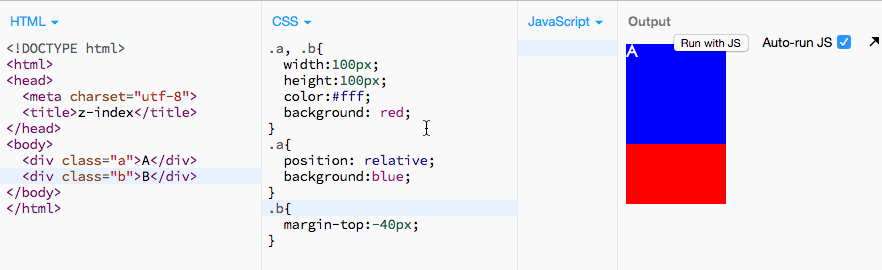 HTML
<!DOCTYPE html>
<html>
<head>
<meta charset="utf-8">
<title>z-index</title>
</head>
<body>
<div class="a">A</div>
<div class="b">B</div>
</body>
</html>
CSS
.a, .b{
width:100px;
height:100px;
color:#fff;
background: red;
}
.a{
position: relative;
background:blue;
}
.b{
margin-top:-40px;
}
JavaScript
Output
Run with JS
Auto-run JS
A